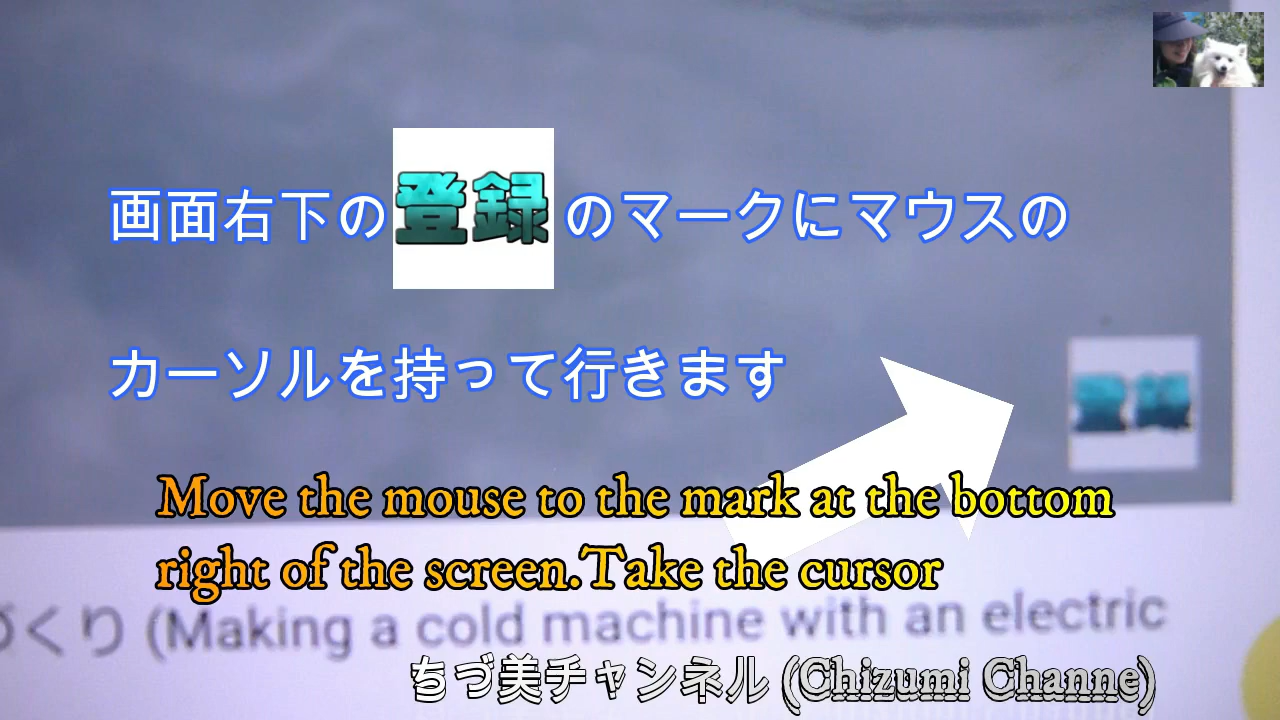 画面右下の登録のマークにマウスの
カーソルを持って行きます
Move the mouse to the mark at the bottom
right of the screen.Take the cursor
づくり (Making a cold machine with an electric
ちづ美チャンネル (Chizumi Channe)